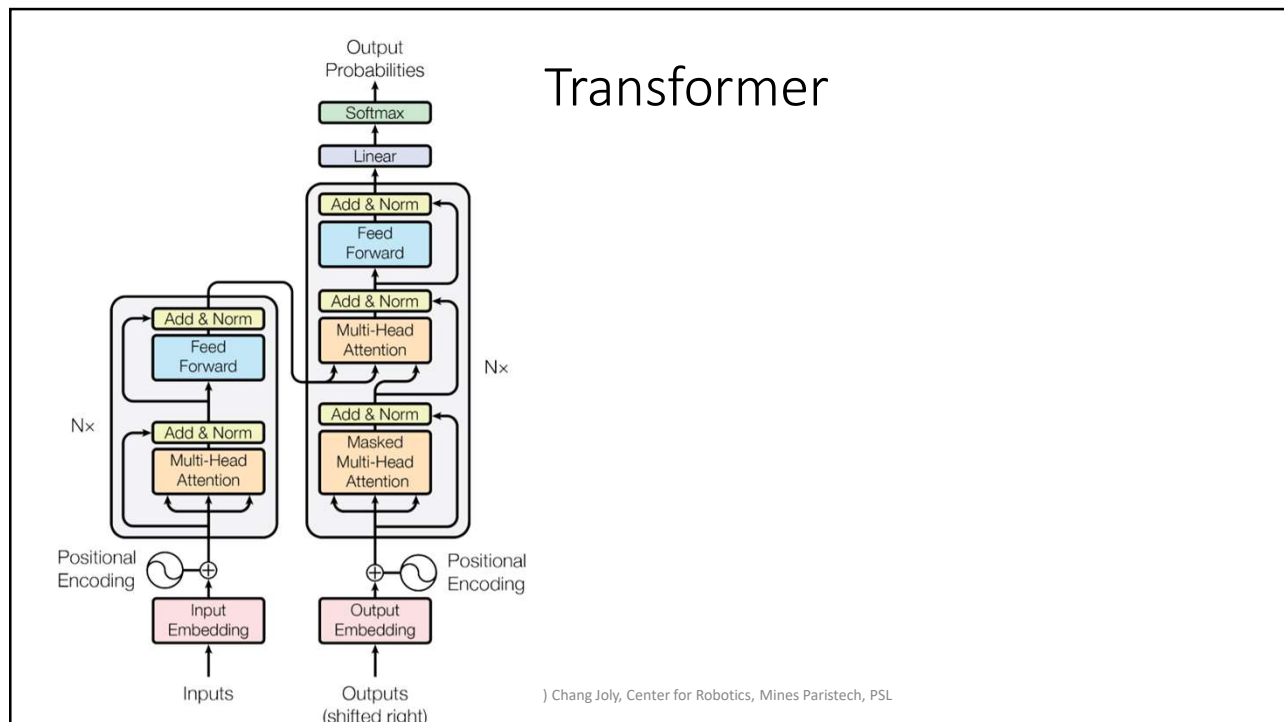 Transformer
Output
Probabilities
Softmax
Linear
Add & Norm
Feed
Forward
Add & Norm
Multi-Head
Attention
Nx
Add & Norm
Masked
Multi-Head
Attention
Add & Norm
Feed
Forward
Nx
Add & Norm
Multi-Head
Attention
Positional
Encoding
Positional
Encoding
Input
Embedding
Output
Embedding
Inputs
Outputs
(shifted right)
) Chang Joly, Center for Robotics, Mines Paristech, PSL